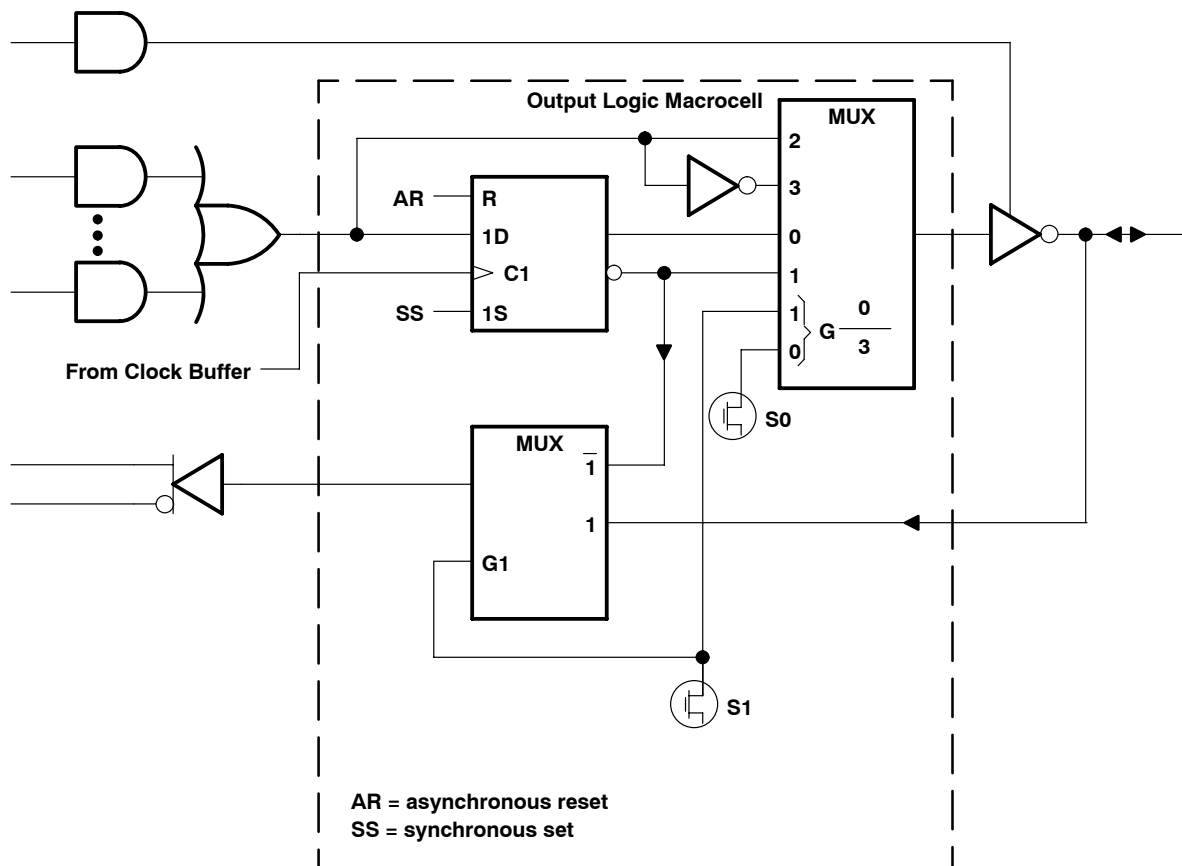 Output Logic Macrocell
MUX
2
3
AR
R
1D
0
C1
1
SS
1S
1
0
G
0
3
From Clock Buffer
S0
MUX
1̅
1
G1
S1
AR = asynchronous reset
SS = synchronous set